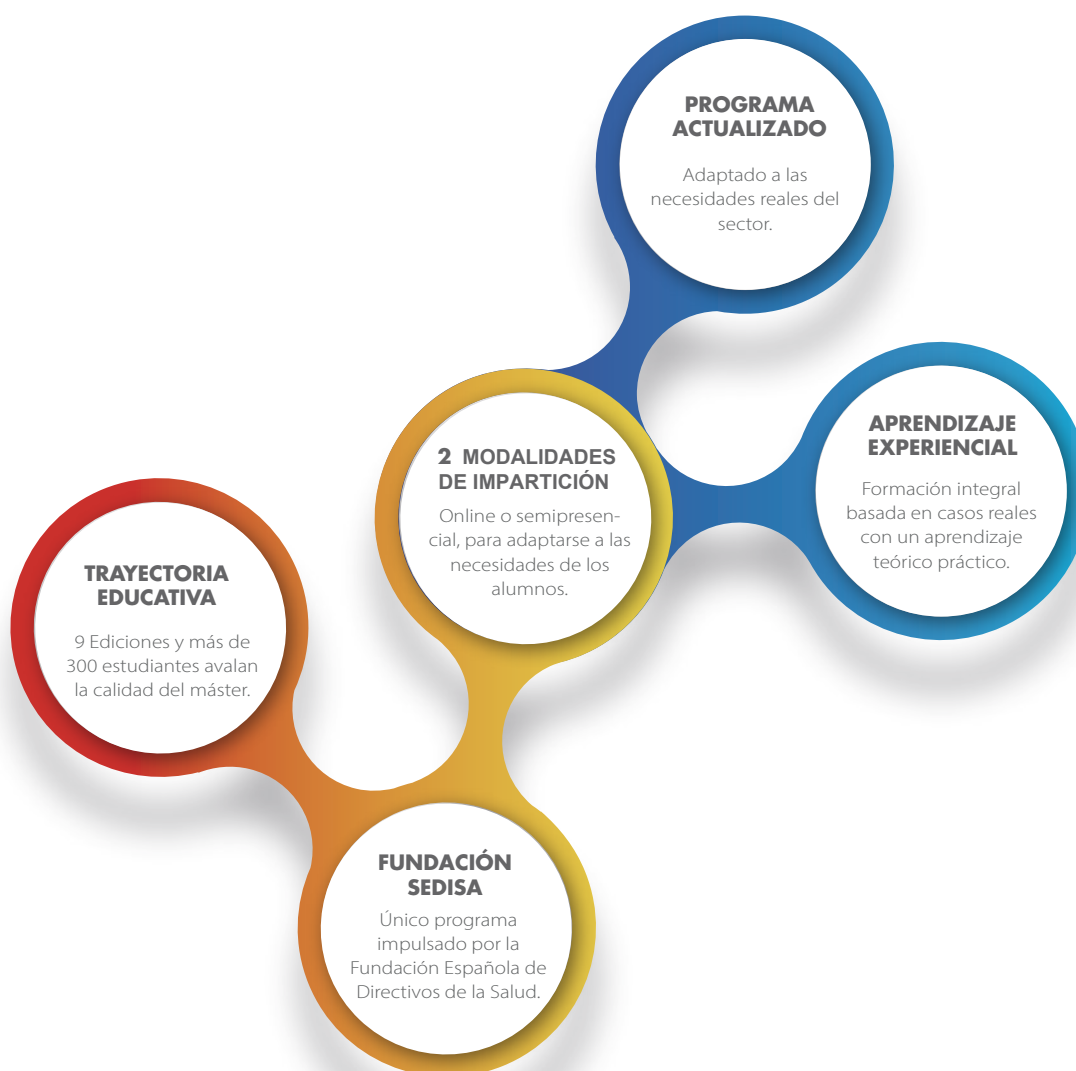 PROGRAMA
ACTUALIZADO
Adaptado a las
necesidades reales del
sector.
APRENDIZAJE
EXPERIENCIAL
Formación integral
basada en casos reales
con un aprendizaje
teórico práctico.
2 MODALIDADES
DE IMPARTICIÓN
Online o semipresen-
cial, para adaptarse a las
necesidades de los
alumnos.
TRAYECTORIA
EDUCATIVA
9 Ediciones y más de
300 estudiantes avalan
la calidad del máster.
FUNDACIÓN
SEDISA
Único programa
impulsado por la
Fundación Española de
Directivos de la Salud.